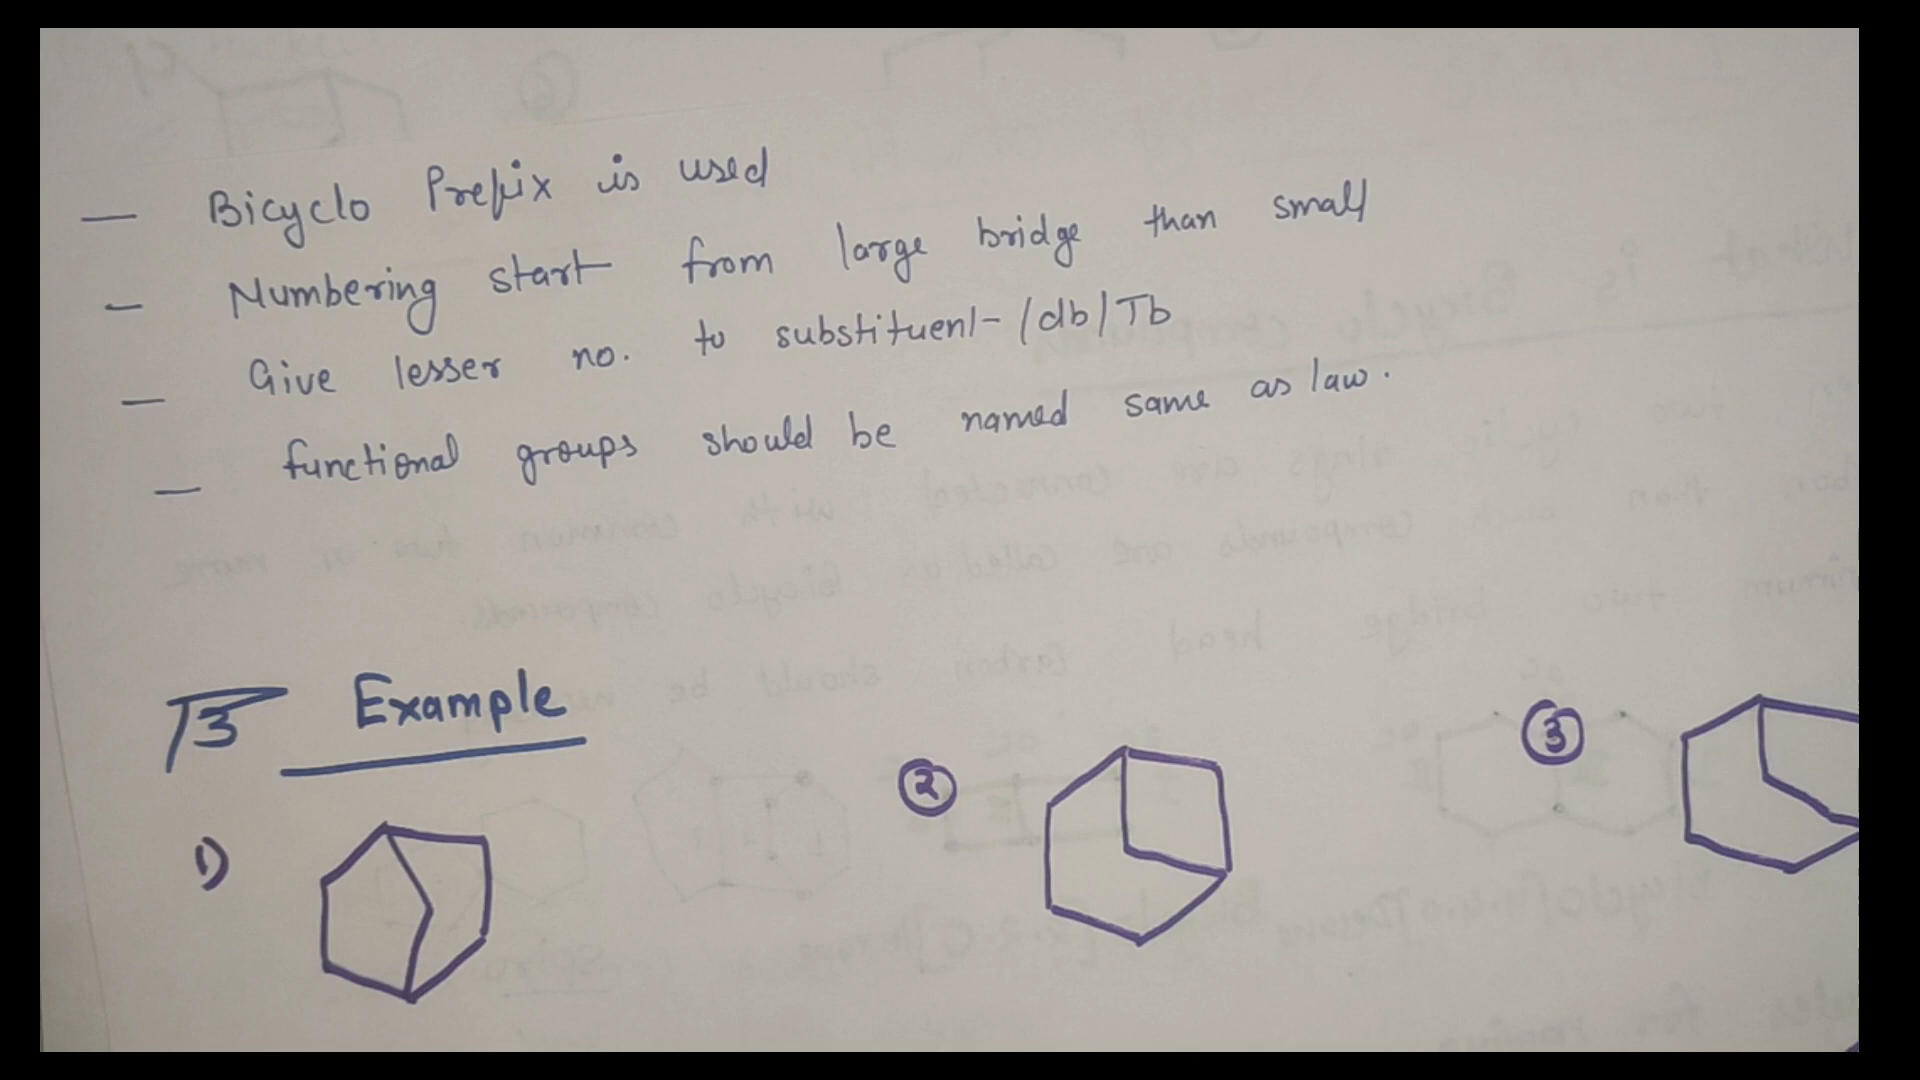 — Bicyclo Prefix is used
— Numbering start from large bridge than small
— Give lesser no. to substituent /db/Tb
— functional groups should be named same as law.
Example
1)
2
3